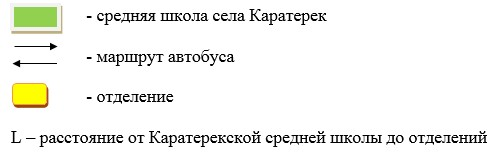 - средняя школа села Каратерек
- маршрут автобуса
- отделение
L – расстояние от Каратерекской средней школы до отделений